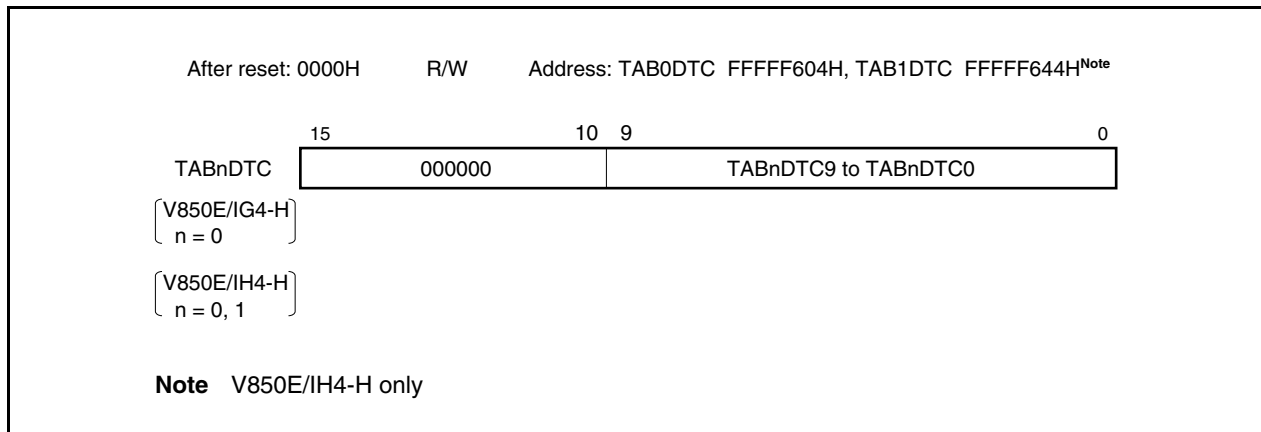 After reset: 0000H R/W Address: TAB0DTC FFFFF604H, TAB1DTC FFFFF644HNote
15 10 9 0
TABnDTC 000000 TABnDTC9 to TABnDTC0
V850E/IG4-H
n = 0
V850E/IH4-H
n = 0, 1
Note V850E/IH4-H only